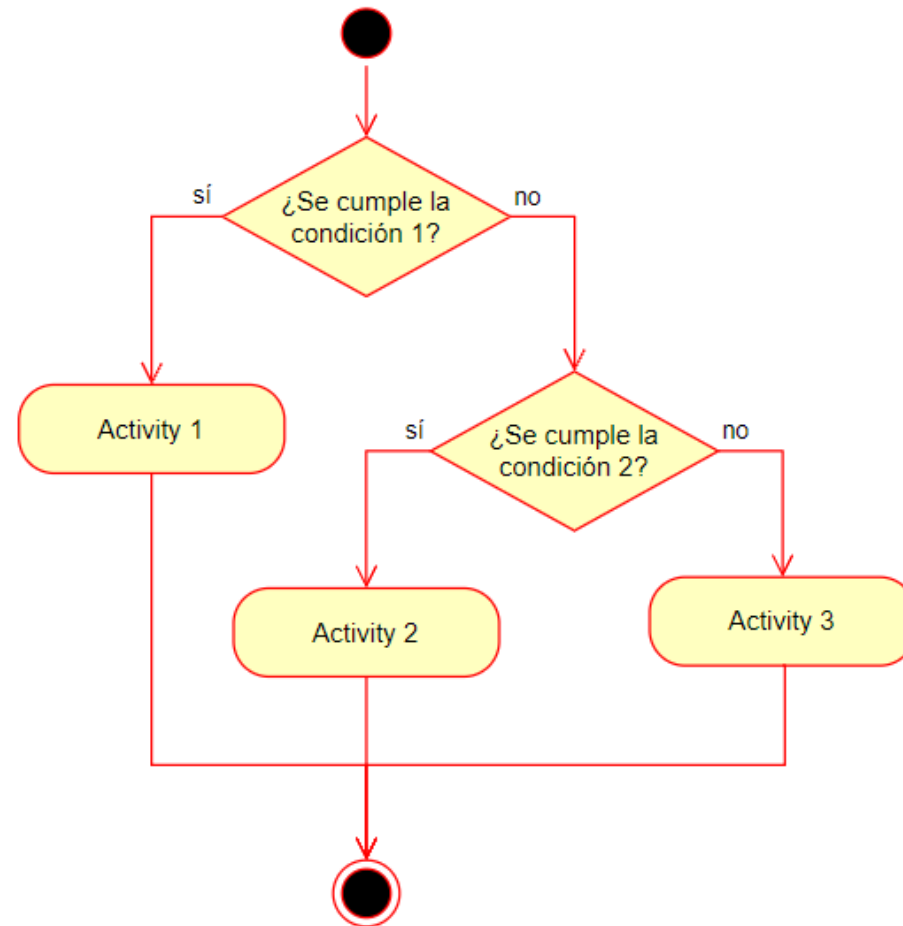 sí
¿Se cumple la
condición 1?
no
Activity 1
sí
¿Se cumple la
condición 2?
no
Activity 2
Activity 3